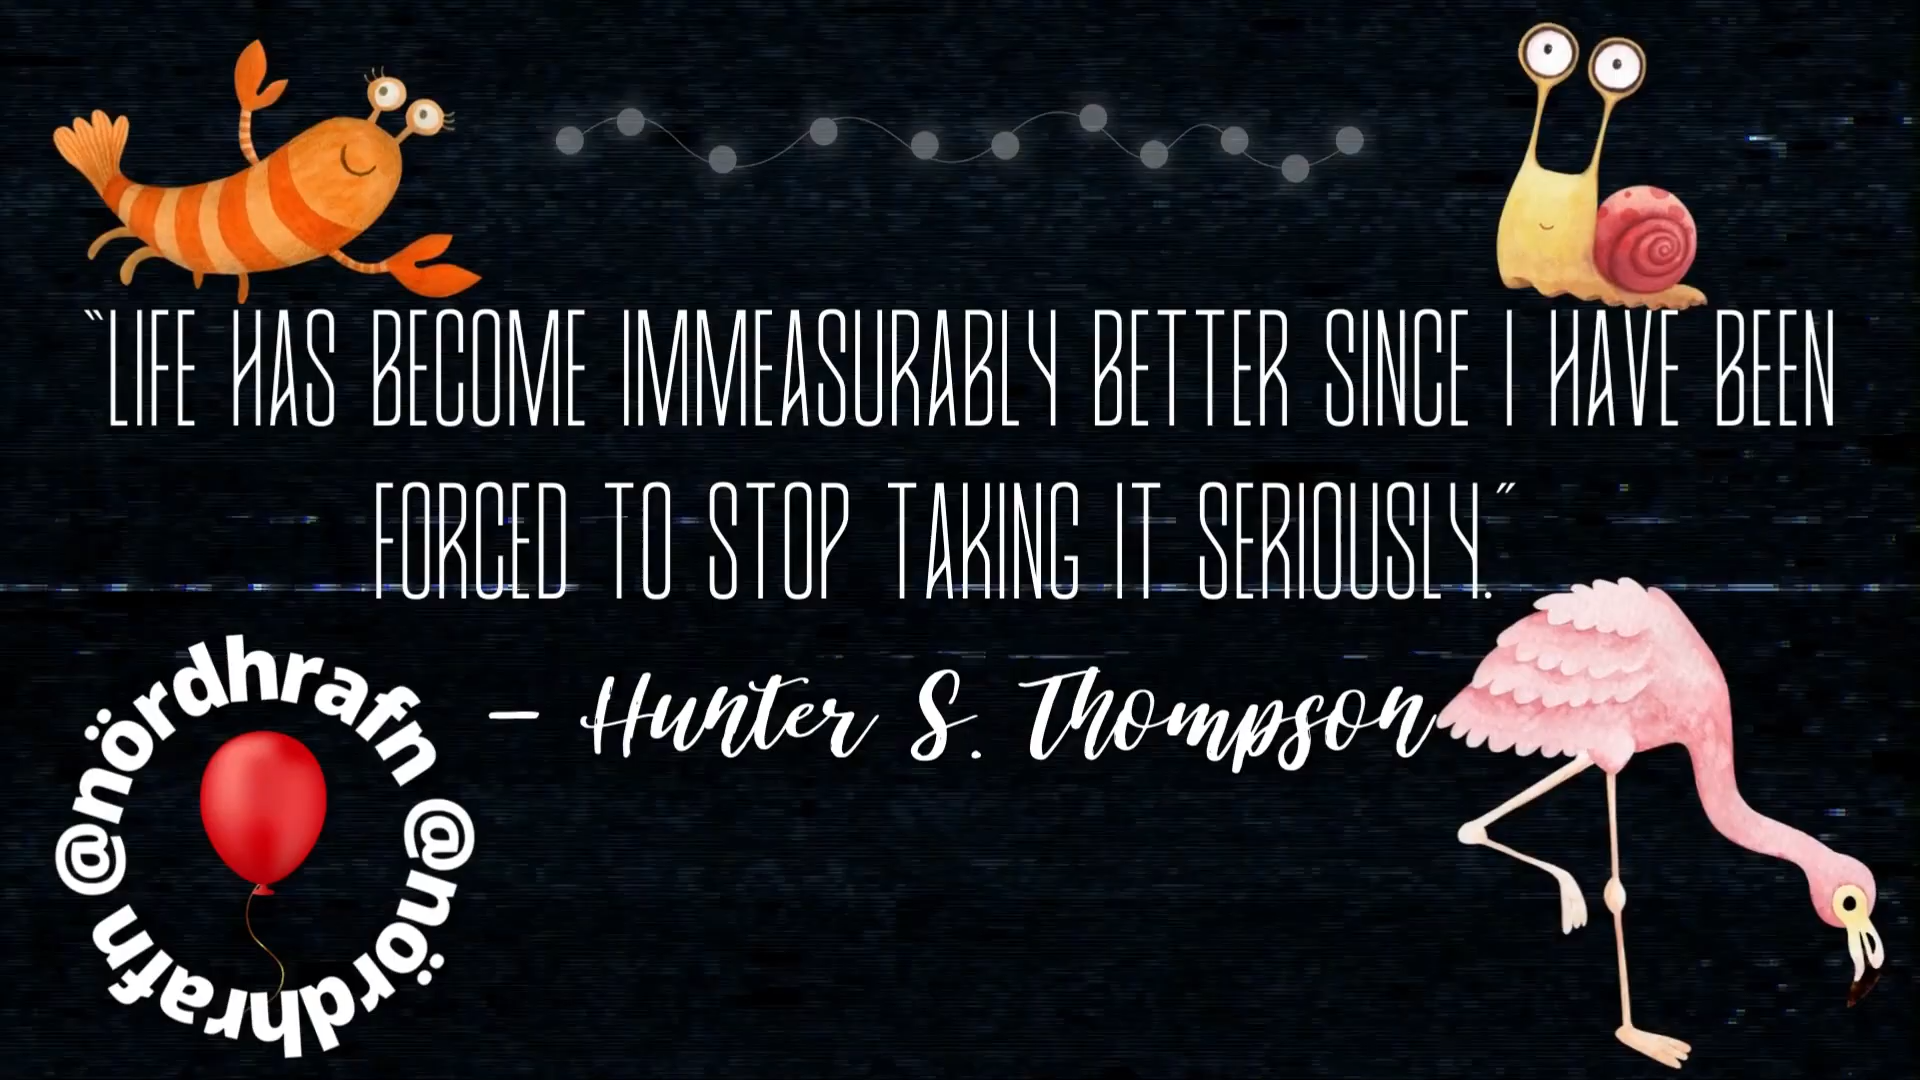 “LIFE HAS BECOME IMMEASURABLY BETTER SINCE I HAVE BEEN
FORCED TO STOP TAKING IT SERIOUSLY.”
– Hunter S. Thompson
@nördhrafn @nördhrafn